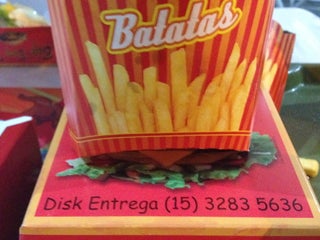 Batatas
Disk Entrega (15) 3283 5636